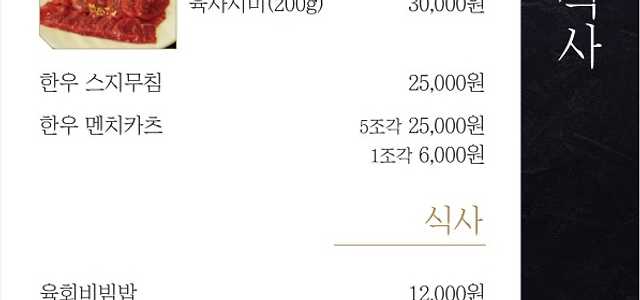 육사시미(200g) 30,000원
한우 스지무침 25,000원
한우 멘치카츠 5조각 25,000원
1조각 6,000원
식사
육회비빔밥 12,000원
식사